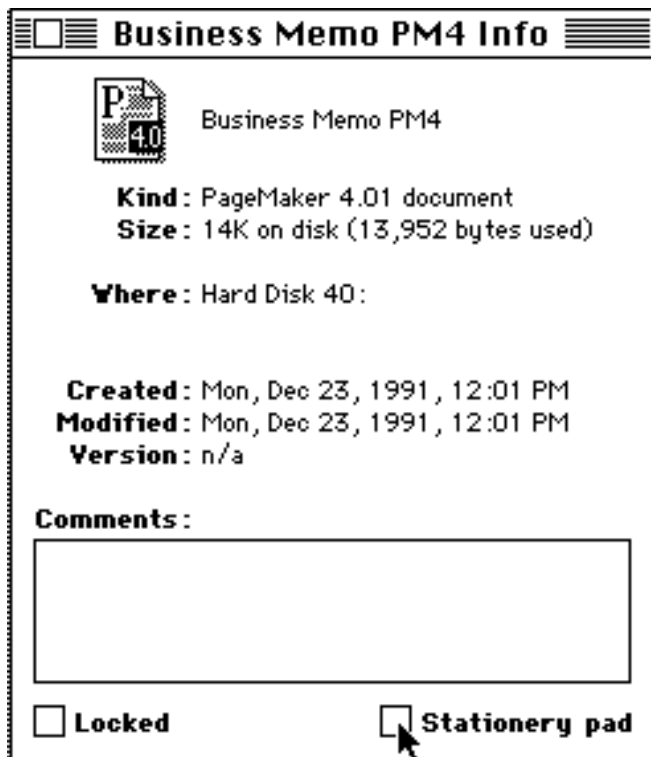 Business Memo PM4 Info
P
4.0
Business Memo PM4
Kind: PageMaker 4.01 document
Size: 14K on disk (13,952 bytes used)
Where: Hard Disk 40:
Created: Mon, Dec 23, 1991, 12:01 PM
Modified: Mon, Dec 23, 1991, 12:01 PM
Version: n/a
Comments:
Locked Stationery pad